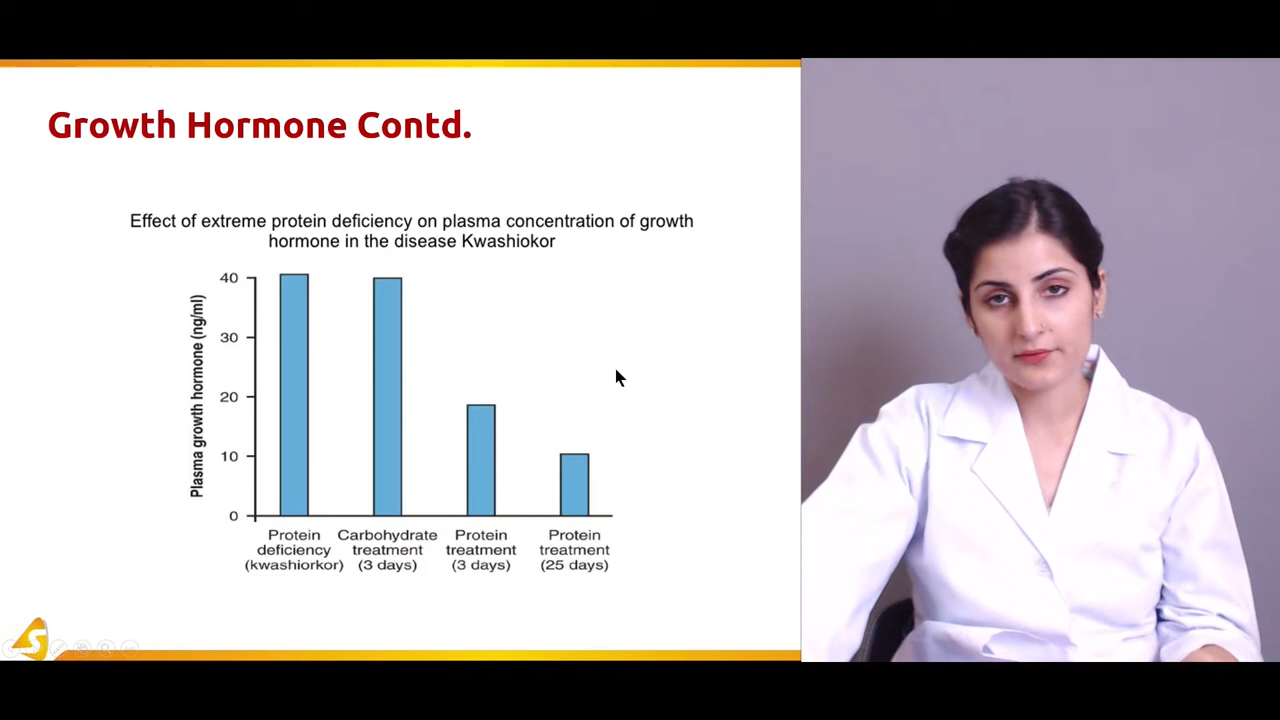 Growth Hormone Contd.
Effect of extreme protein deficiency on plasma concentration of growth
hormone in the disease Kwashiokor
Plasma growth hormone (ng/ml)
40
30
20
10
0
Protein
deficiency
(kwashiorkor)
Carbohydrate
treatment
(3 days)
Protein
treatment
(3 days)
Protein
treatment
(25 days)
S